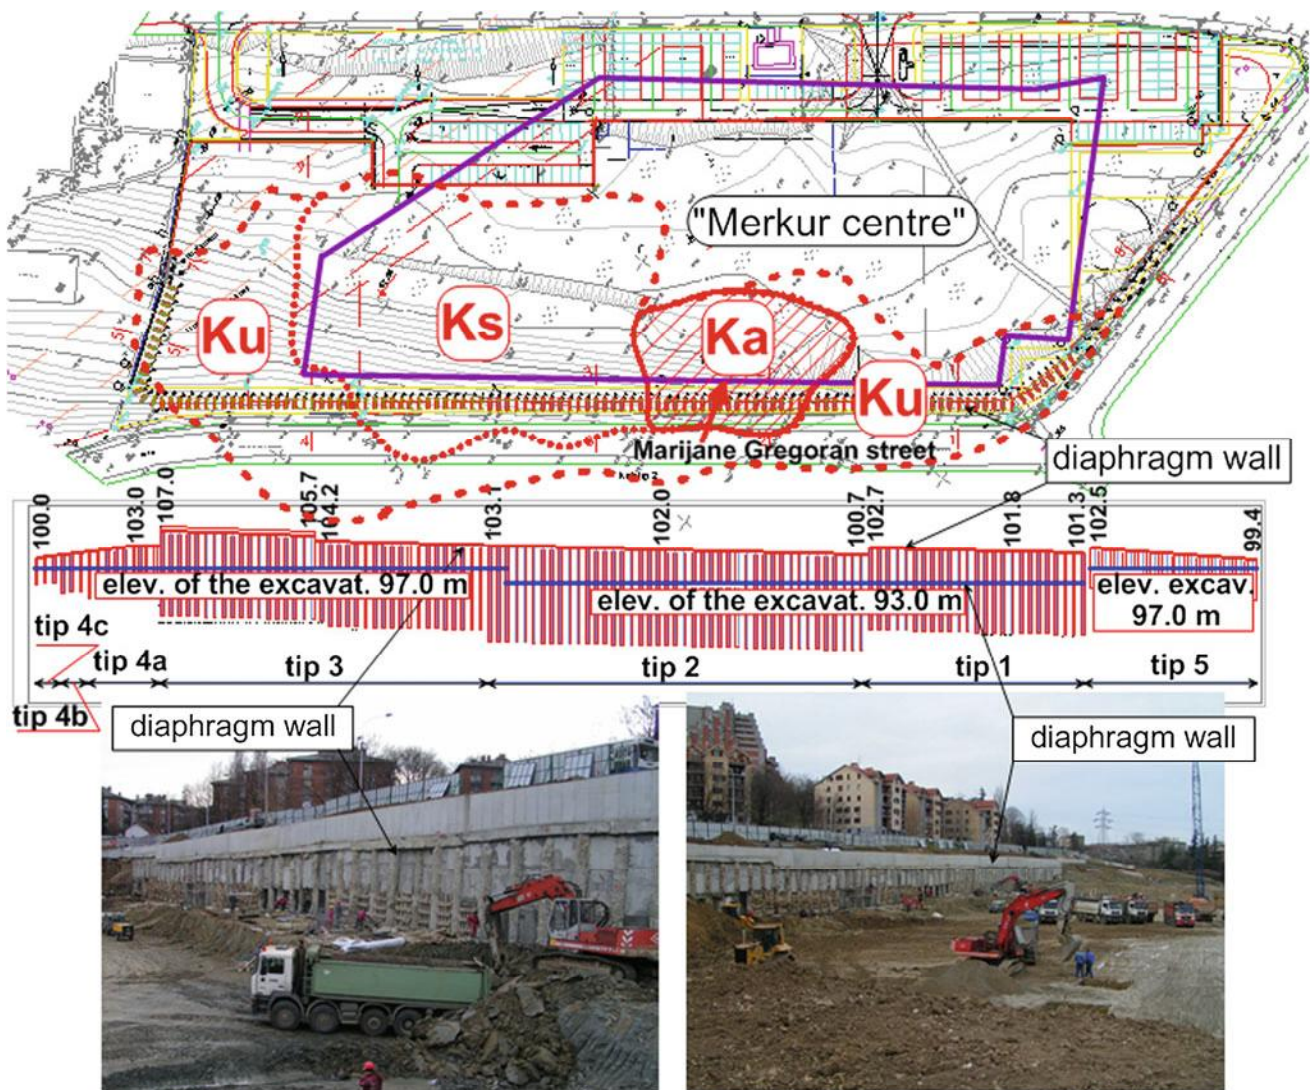 "Merkur centre"
Ku
Ks
Ka
Ku
Marijane Gregoran street
diaphragm wall
100.0
103.0
107.0
105.7
104.2
103.1
102.0
100.7
102.7
101.8
101.3
102.5
99.4
elev. of the excavat. 97.0 m
elev. of the excavat. 93.0 m
elev. excav.
97.0 m
tip 4c
tip 4a
tip 3
tip 2
tip 1
tip 5
tip 4b
diaphragm wall
diaphragm wall